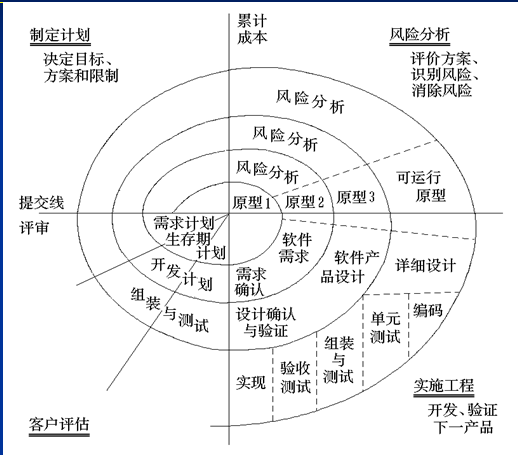 累计
成本
制定计划
决定目标、
方案和限制
风险分析
评价方案、
识别风险、
消除风险
风险分析
风险分析
风险分析
可运行
原型
原型1
原型2
原型3
提交线
评审
需求计划
生存期
计划
开发计划
组装与测试
软件
需求
需求
确认
软件产
品设计
详细设计
设计确认
与验证
实现
验收
测试
组装
与
测试
单元
测试
编码
客户评估
实施工程
开发、验证
下一产品